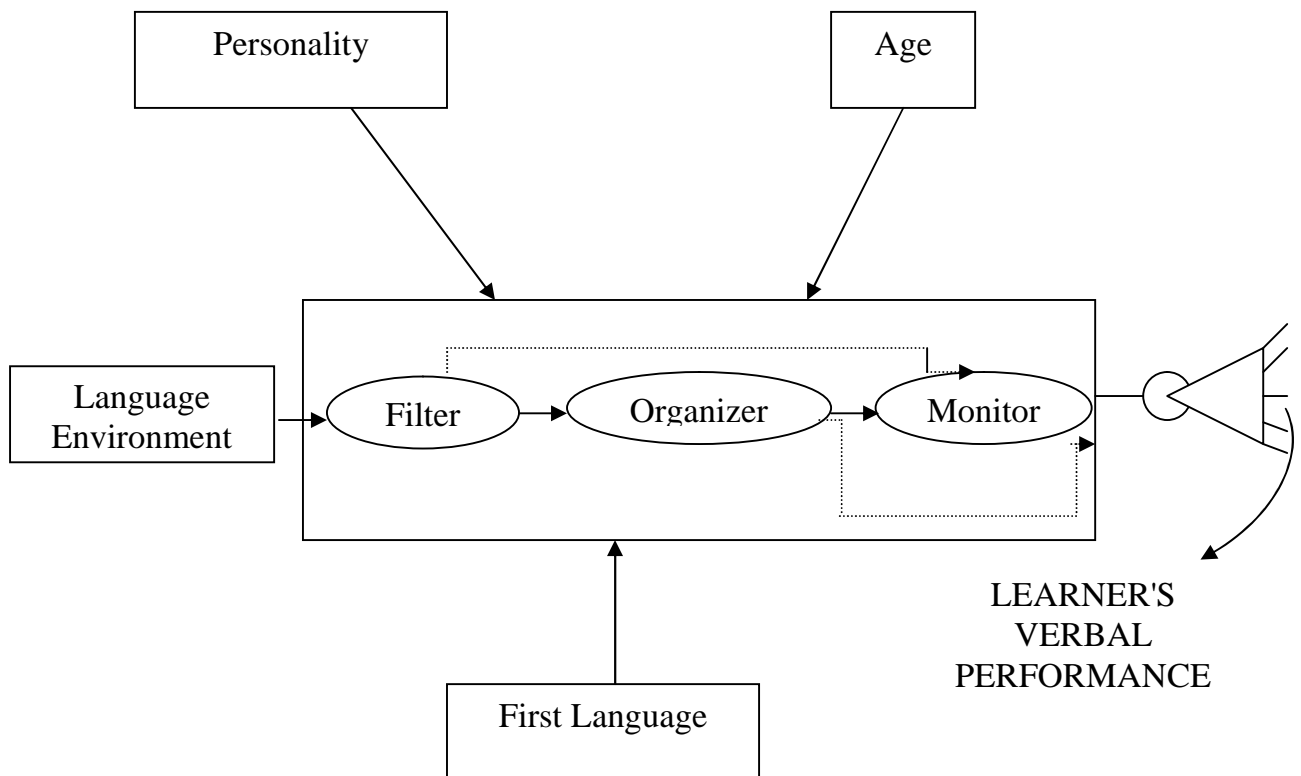 Personality
Age
Language
Environment
Filter
Organizer
Monitor
LEARNER'S
VERBAL
PERFORMANCE
First Language